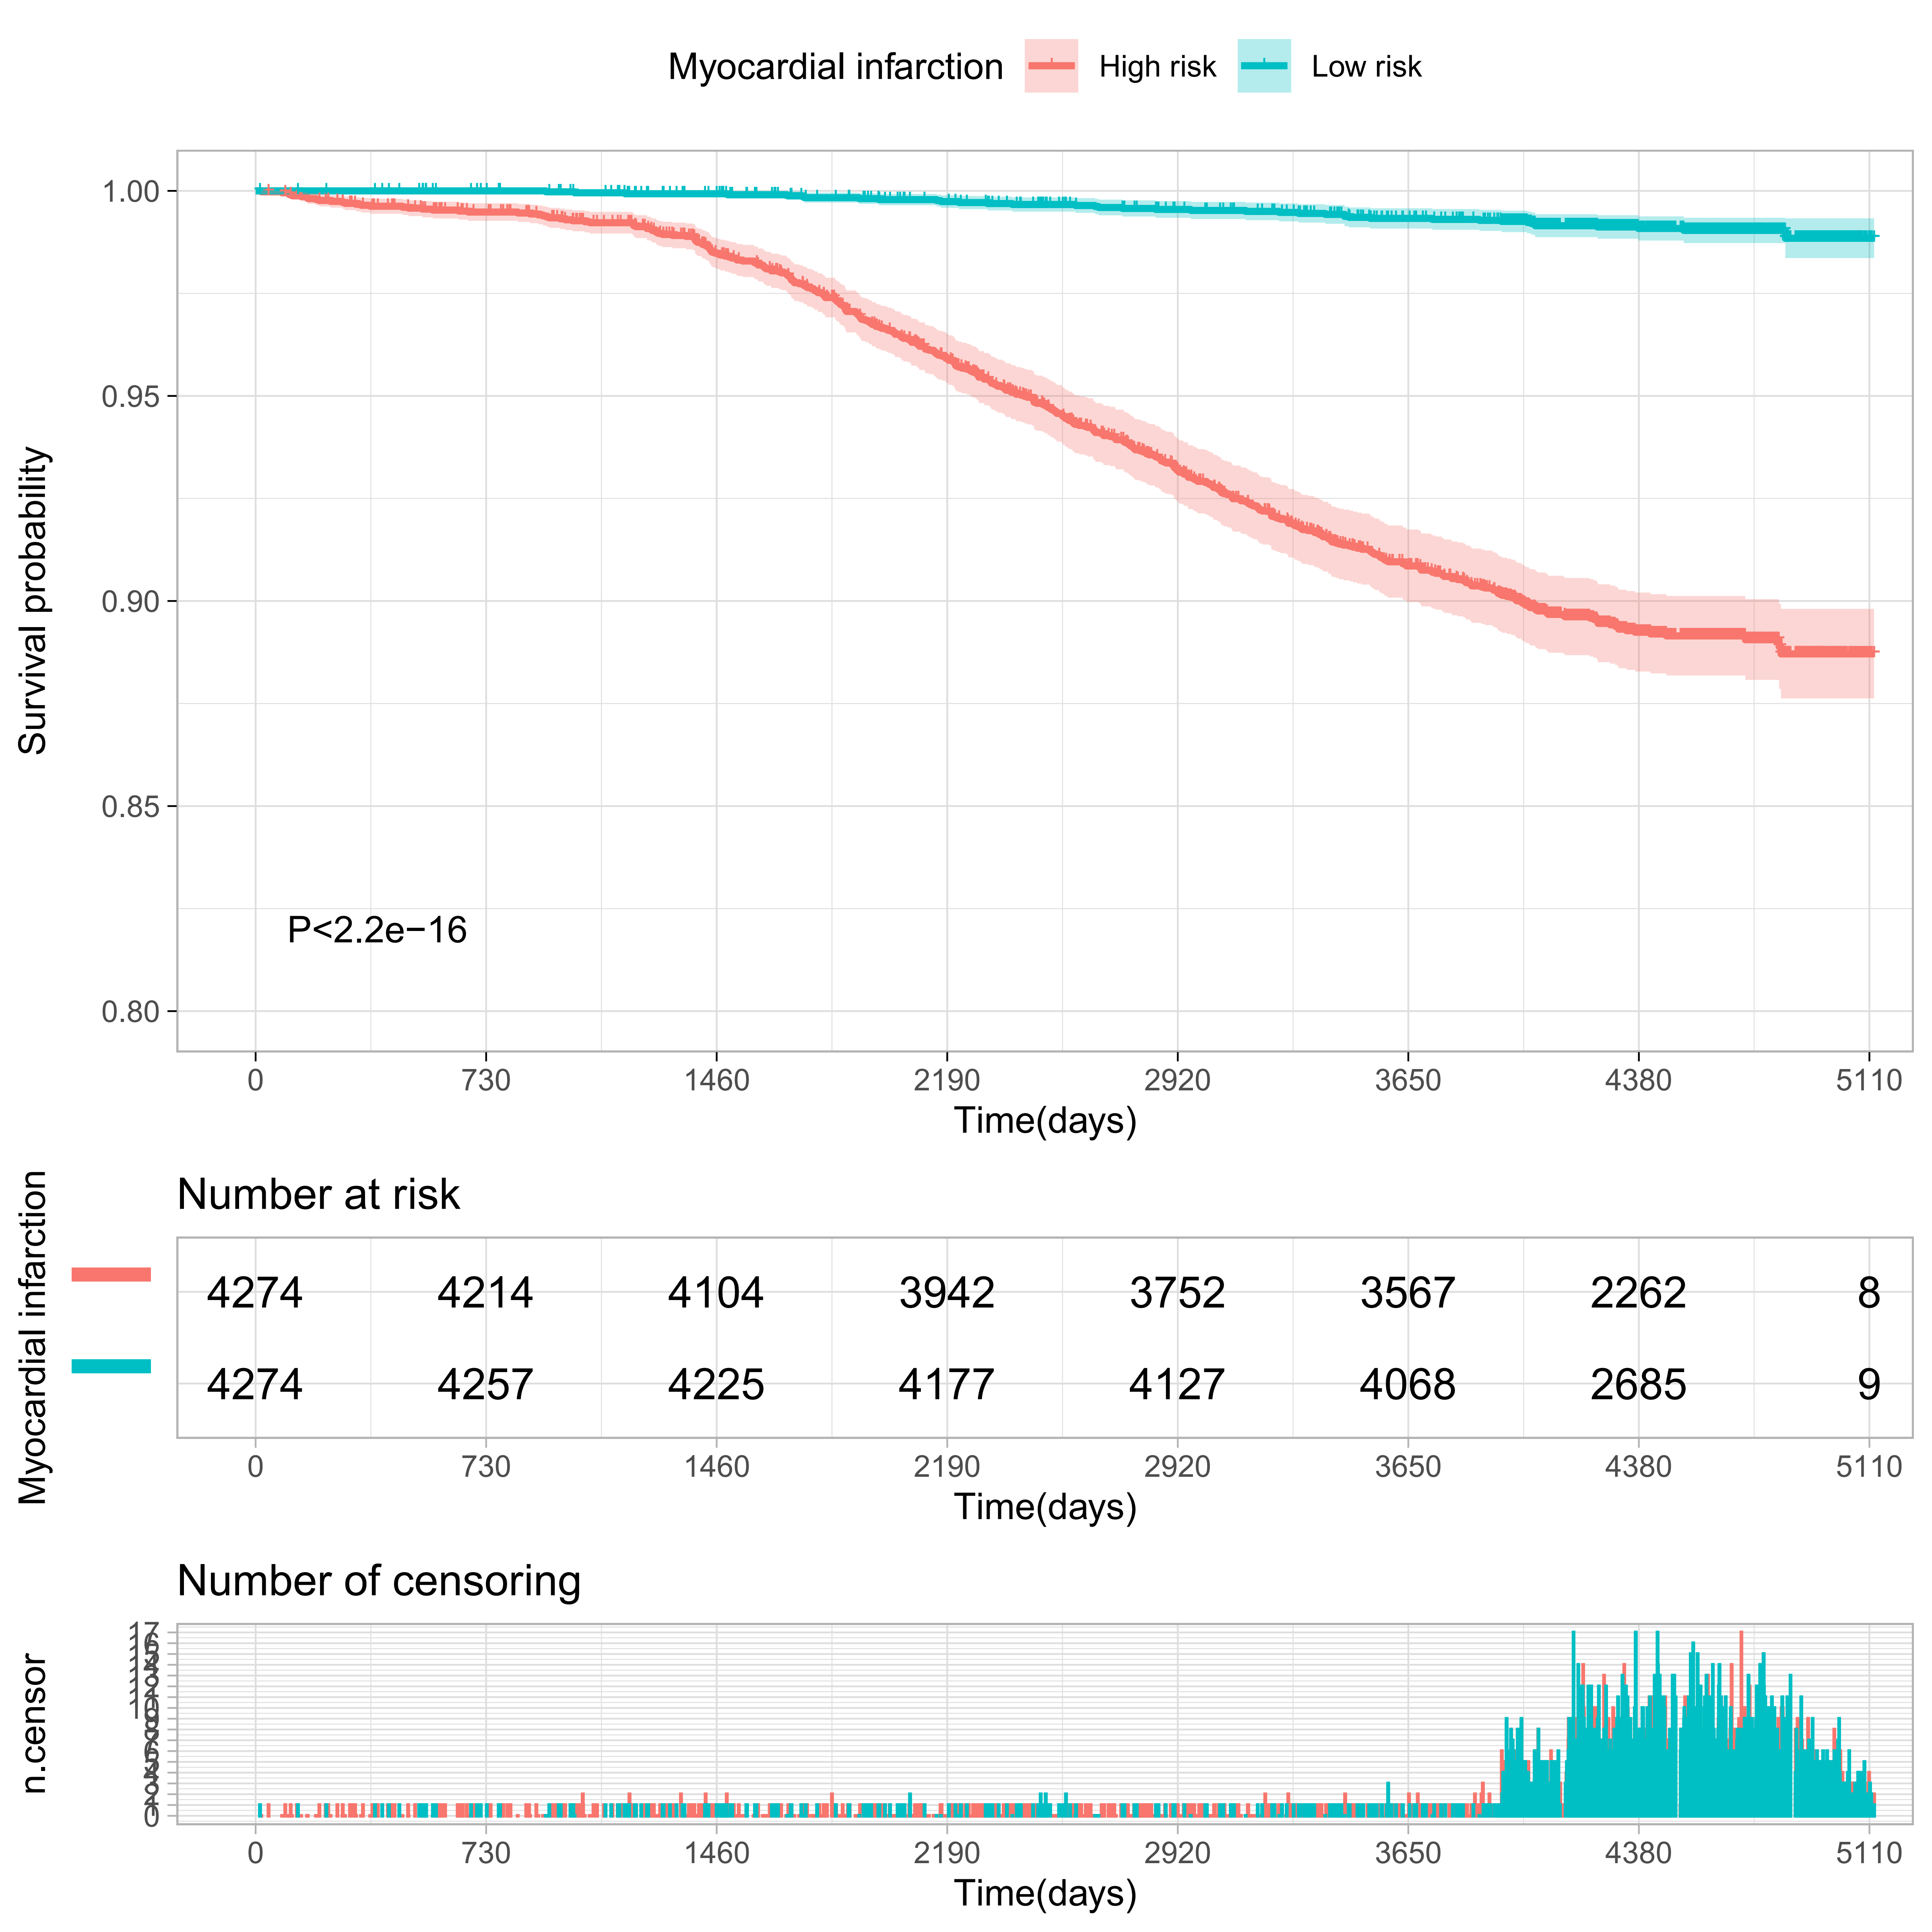 Myocardial infarction High risk Low risk
Survival probability
1.00
0.95
0.90
0.85
0.80
P<2.2e−16
0 730 1460 2190 2920 3650 4380 5110
Time(days)
Number at risk
Myocardial infarction
4274 4214 4104 3942 3752 3567 2262 8
4274 4257 4225 4177 4127 4068 2685 9
0 730 1460 2190 2920 3650 4380 5110
Time(days)
Number of censoring
n.censor
17
0
0 730 1460 2190 2920 3650 4380 5110
Time(days)